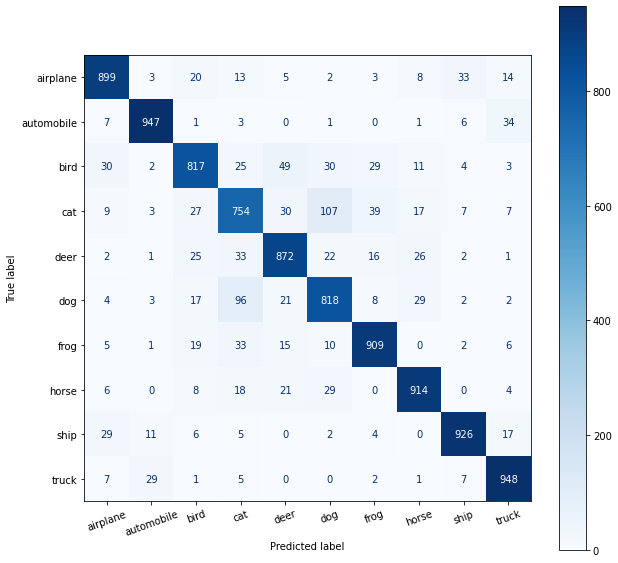 airplane 899 3 20 13 5 2 3 8 33 14
automobile 7 947 1 3 0 1 0 1 6 34
bird 30 2 817 25 49 30 29 11 4 3
cat 9 3 27 754 30 107 39 17 7 7
deer 2 1 25 33 872 22 16 26 2 1
dog 4 3 17 96 21 818 8 29 2 2
frog 5 1 19 33 15 10 909 0 2 6
horse 6 0 8 18 21 29 0 914 0 4
ship 29 11 6 5 0 2 4 0 926 17
truck 7 29 1 5 0 0 2 1 7 948
airplane automobile bird cat deer dog frog horse ship truck
Predicted label
True label
800
600
400
200
0